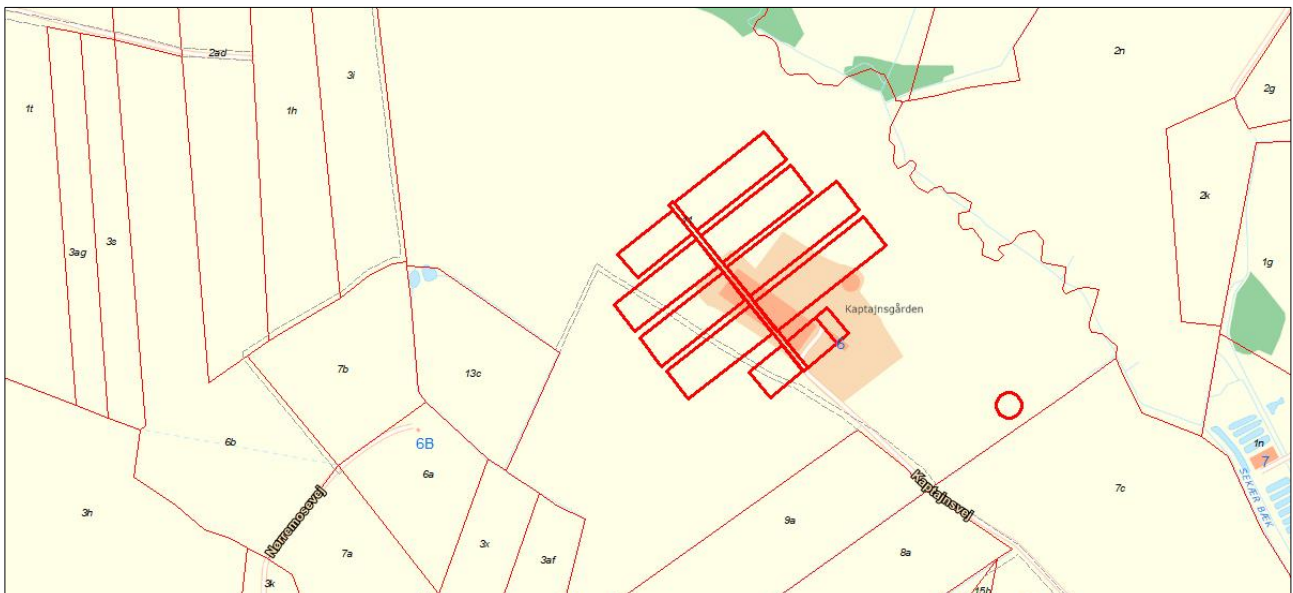 2n
2ad
3i
2g
1t
1h
2k
3s
3ag
1g
Kaptajnsgården
6
7b
13c
6b
6B
1n
7
6a
SEKÆR BÆK
7c
Kaptajnsvej
3h
9a
Nørremosevej
7a
3x
3af
8a
3k
15b